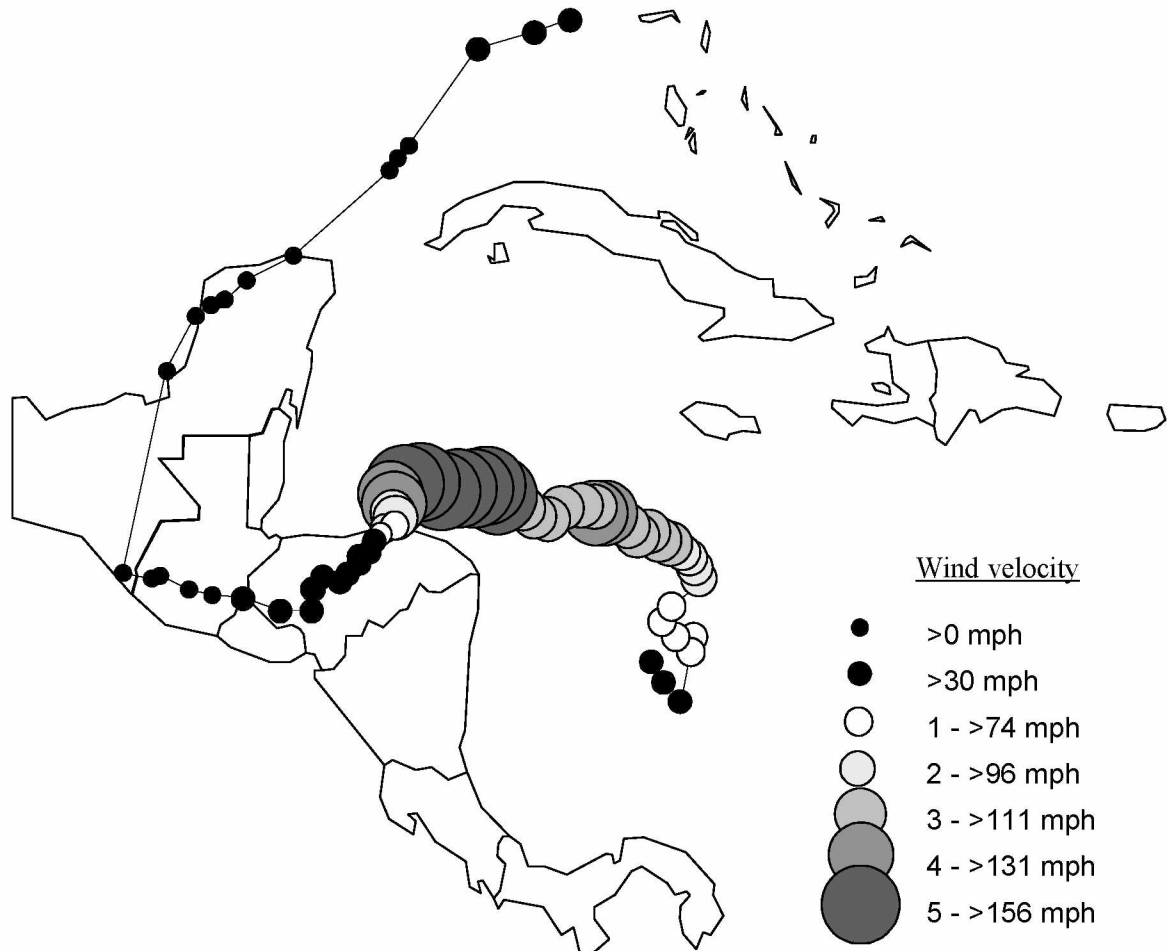 Wind velocity
>0 mph
>30 mph
1 - >74 mph
2 - >96 mph
3 - >111 mph
4 - >131 mph
5 - >156 mph